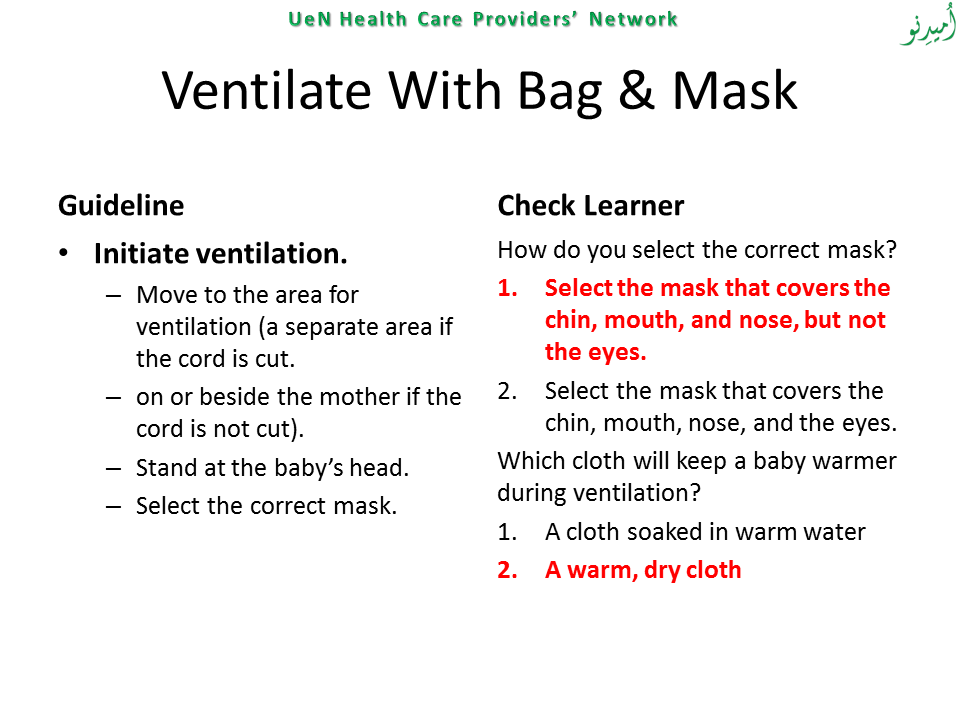 UeN Health Care Providers’ Network
اُمیدِنو
Ventilate With Bag & Mask
Guideline
• Initiate ventilation.
– Move to the area for
ventilation (a separate area if
the cord is cut.
– on or beside the mother if the
cord is not cut).
– Stand at the baby’s head.
– Select the correct mask.
Check Learner
How do you select the correct mask?
1. Select the mask that covers the
chin, mouth, and nose, but not
the eyes.
2. Select the mask that covers the
chin, mouth, nose, and the eyes.
Which cloth will keep a baby warmer
during ventilation?
1. A cloth soaked in warm water
2. A warm, dry cloth